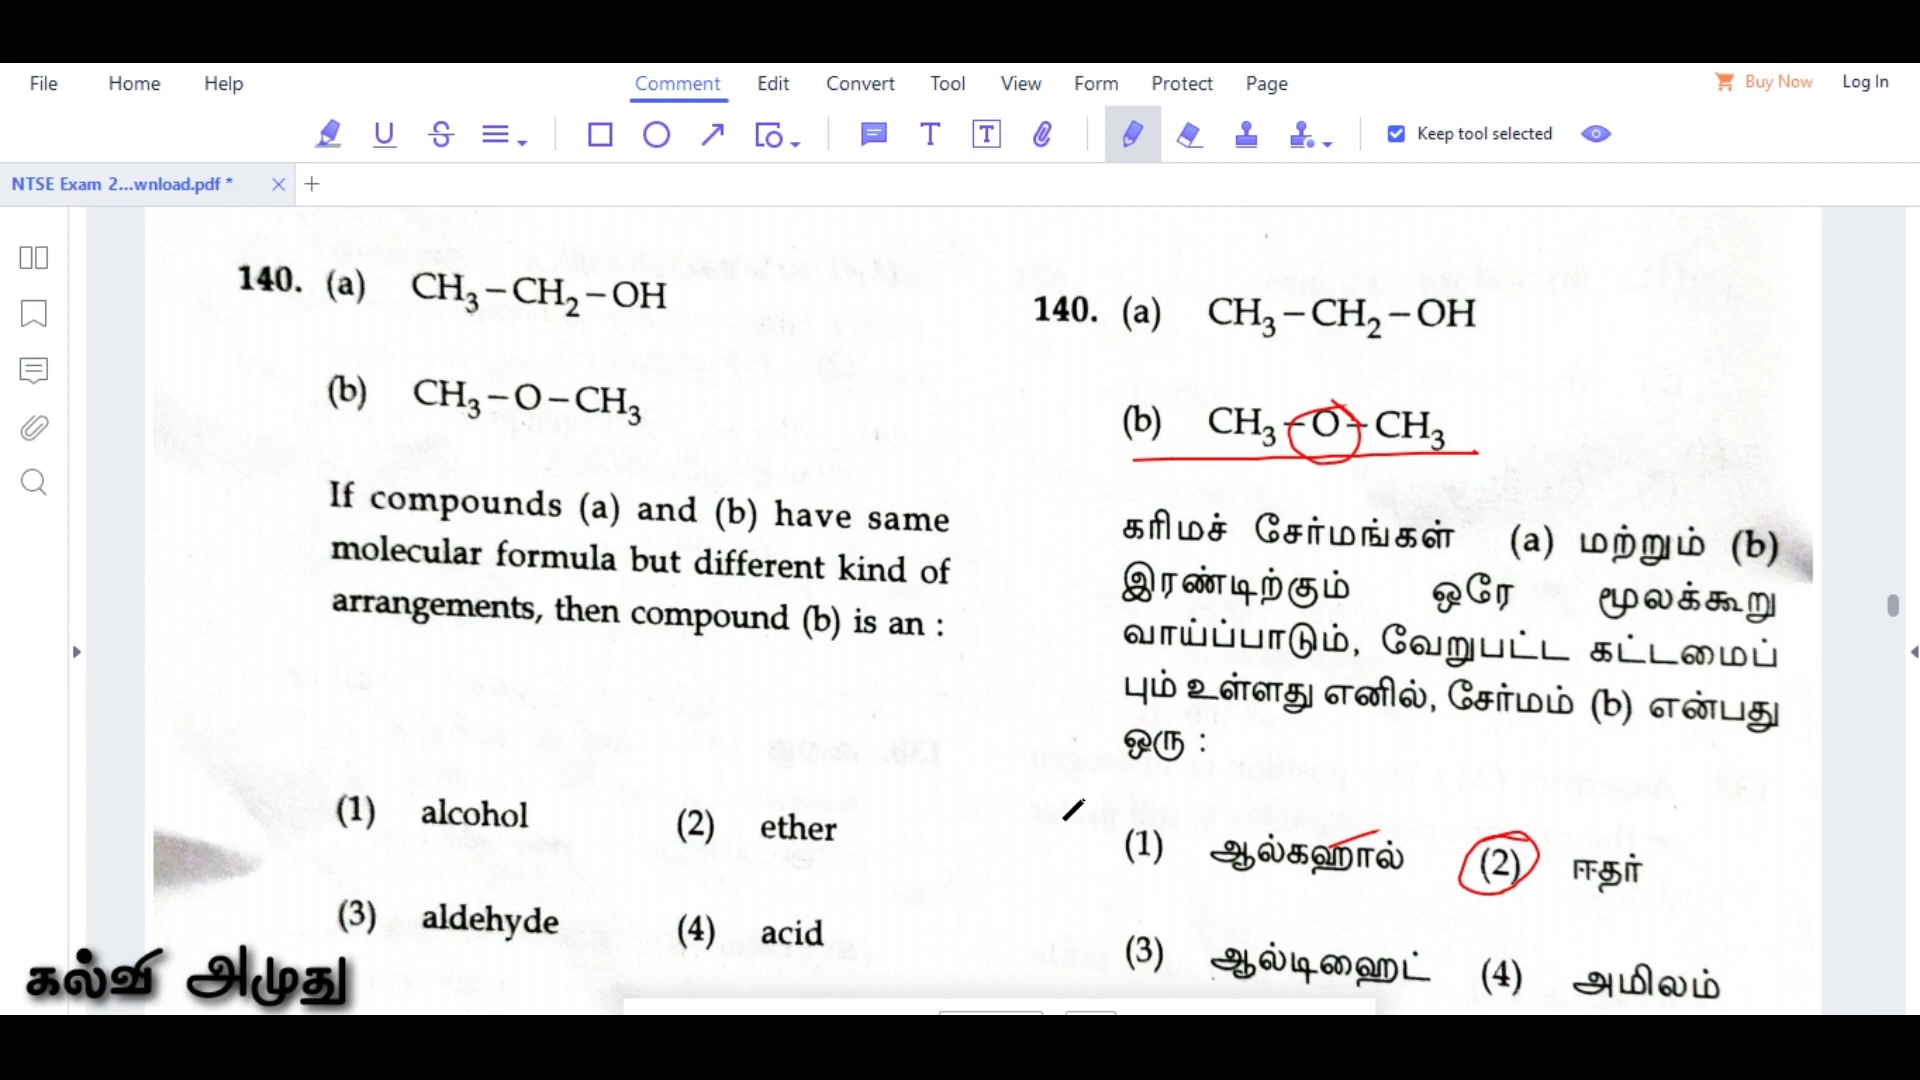 File Home Help Comment Edit Convert Tool View Form Protect Page Buy Now Log In
Keep tool selected
NTSE Exam 2...wnload.pdf *
140. (a) CH3 – CH2 – OH
(b) CH3 – O – CH3
If compounds (a) and (b) have same
molecular formula but different kind of
arrangements, then compound (b) is an :
(1) alcohol (2) ether
(3) aldehyde (4) acid
140. (a) CH3 – CH2 – OH
(b) CH3 – O – CH3
கரிமச் சேர்மங்கள் (a) மற்றும் (b)
இரண்டிற்கும் ஒரே மூலக்கூறு
வாய்ப்பாடும், வேறுபட்ட கட்டமைப்
பும் உள்ளது எனில், சேர்மம் (b) என்பது
ஒரு :
(1) ஆல்கஹால் (2) ஈதர்
(3) ஆல்டிஹைட் (4) அமிலம்
கல்வி அமுது